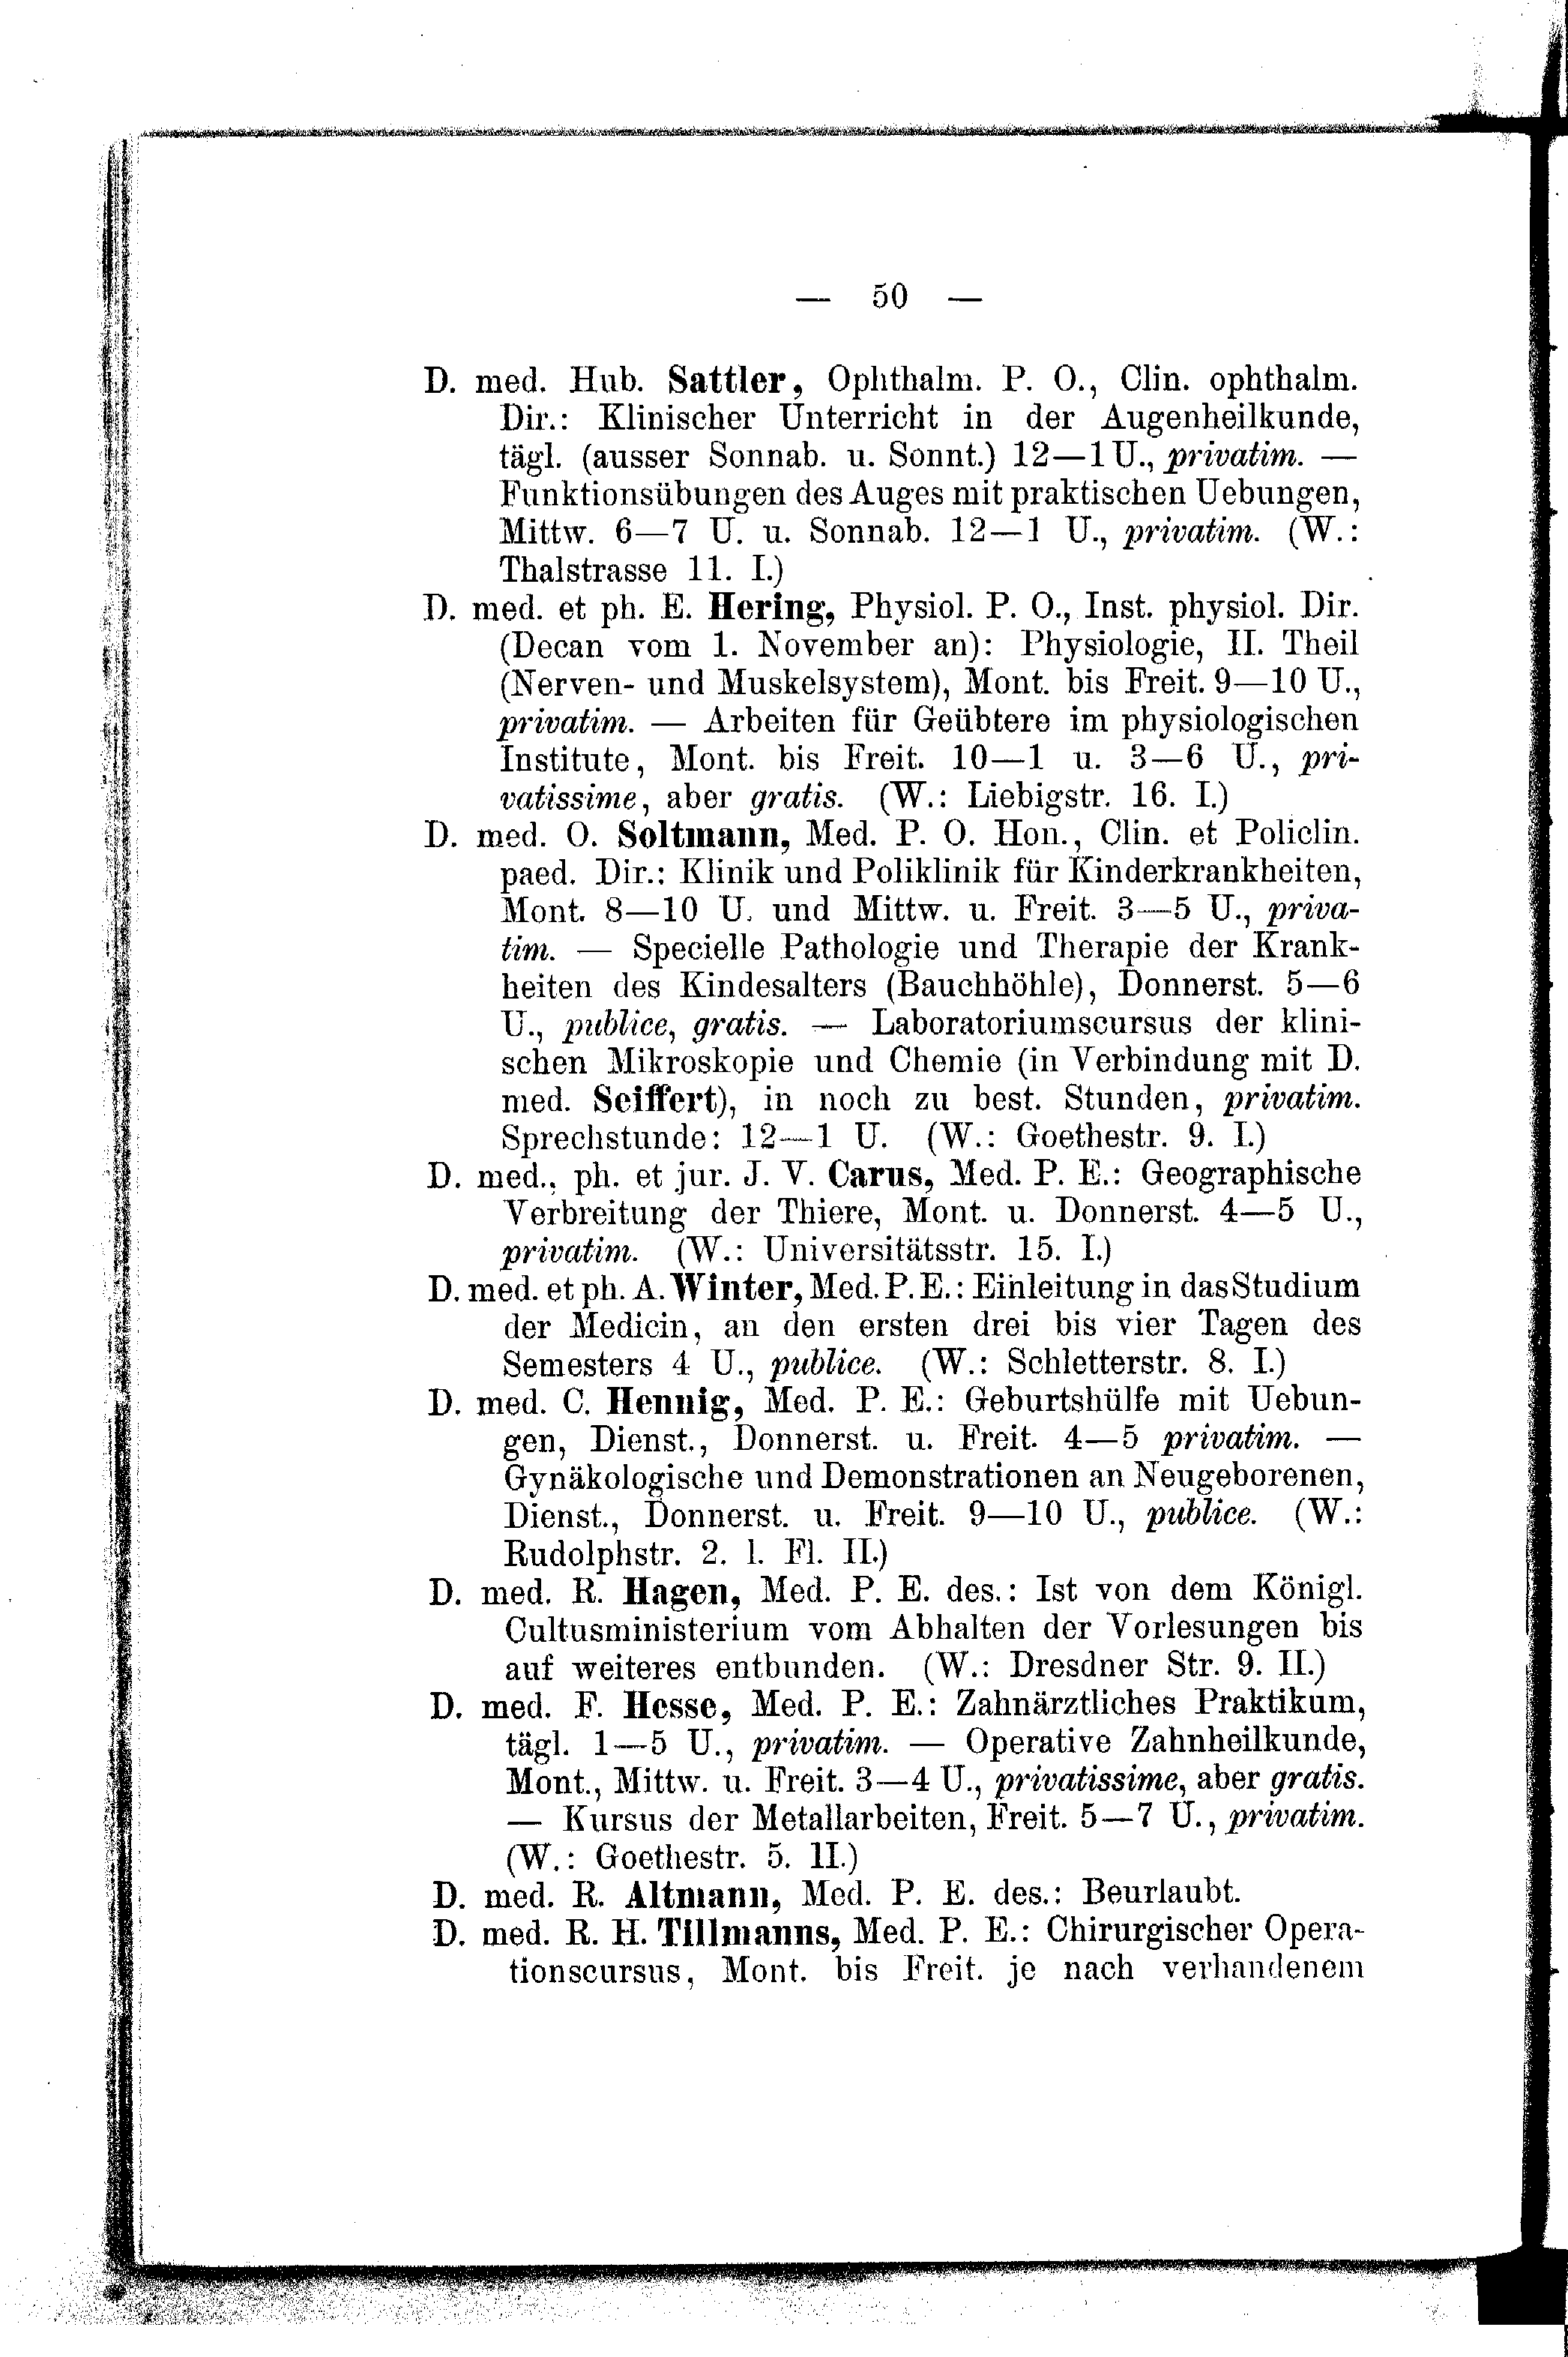 — 50 —
D. med. Hub. Sattler, Ophthalm. P. O., Clin. ophthalm.
Dir.: Klinischer Unterricht in der Augenheilkunde,
tägl. (ausser Sonnab. u. Sonnt.) 12—1 U., privatim. —
Funktionsübungen des Auges mit praktischen Uebungen,
Mittw. 6—7 U. u. Sonnab. 12—1 U., privatim. (W.:
Thalstrasse 11. I.)
D. med. et ph. E. Hering, Physiol. P. O., Inst. physiol. Dir.
(Decan vom 1. November an): Physiologie, II. Theil
(Nerven- und Muskelsystem), Mont. bis Freit. 9—10 U.,
privatim. — Arbeiten für Geübtere im physiologischen
Institute, Mont. bis Freit. 10—1 u. 3—6 U., pri-
vatissime, aber gratis. (W.: Liebigstr. 16. I.)
D. med. O. Soltmann, Med. P. O. Hon., Clin. et Policlin.
paed. Dir.: Klinik und Poliklinik für Kinderkrankheiten,
Mont. 8—10 U. und Mittw. u. Freit. 3—5 U., priva-
tim. — Specielle Pathologie und Therapie der Krank-
heiten des Kindesalters (Bauchhöhle), Donnerst. 5—6
U., publice, gratis. — Laboratoriumscursus der klini-
schen Mikroskopie und Chemie (in Verbindung mit D.
med. Seiffert), in noch zu best. Stunden, privatim.
Sprechstunde: 12—1 U. (W.: Goethestr. 9. I.)
D. med., ph. et jur. J. V. Carus, Med. P. E.: Geographische
Verbreitung der Thiere, Mont. u. Donnerst. 4—5 U.,
privatim. (W.: Universitätsstr. 15. I.)
D. med. et ph. A. Winter, Med. P. E.: Einleitung in das Studium
der Medicin, an den ersten drei bis vier Tagen des
Semesters 4 U., publice. (W.: Schletterstr. 8. I.)
D. med. C. Hennig, Med. P. E.: Geburtshülfe mit Uebun-
gen, Dienst., Donnerst. u. Freit. 4—5 privatim. —
Gynäkologische und Demonstrationen an Neugeborenen,
Dienst., Donnerst. u. Freit. 9—10 U., publice. (W.:
Rudolphstr. 2. l. Fl. II.)
D. med. R. Hagen, Med. P. E. des.: Ist von dem Königl.
Cultusministerium vom Abhalten der Vorlesungen bis
auf weiteres entbunden. (W.: Dresdner Str. 9. II.)
D. med. F. Hesse, Med. P. E.: Zahnärztliches Praktikum,
tägl. 1—5 U., privatim. — Operative Zahnheilkunde,
Mont., Mittw. u. Freit. 3—4 U., privatissime, aber gratis.
— Kursus der Metallarbeiten, Freit. 5—7 U., privatim.
(W.: Goethestr. 5. II.)
D. med. R. Altmann, Med. P. E. des.: Beurlaubt.
D. med. R. H. Tillmanns, Med. P. E.: Chirurgischer Opera-
tionscursus, Mont. bis Freit. je nach verhandenem